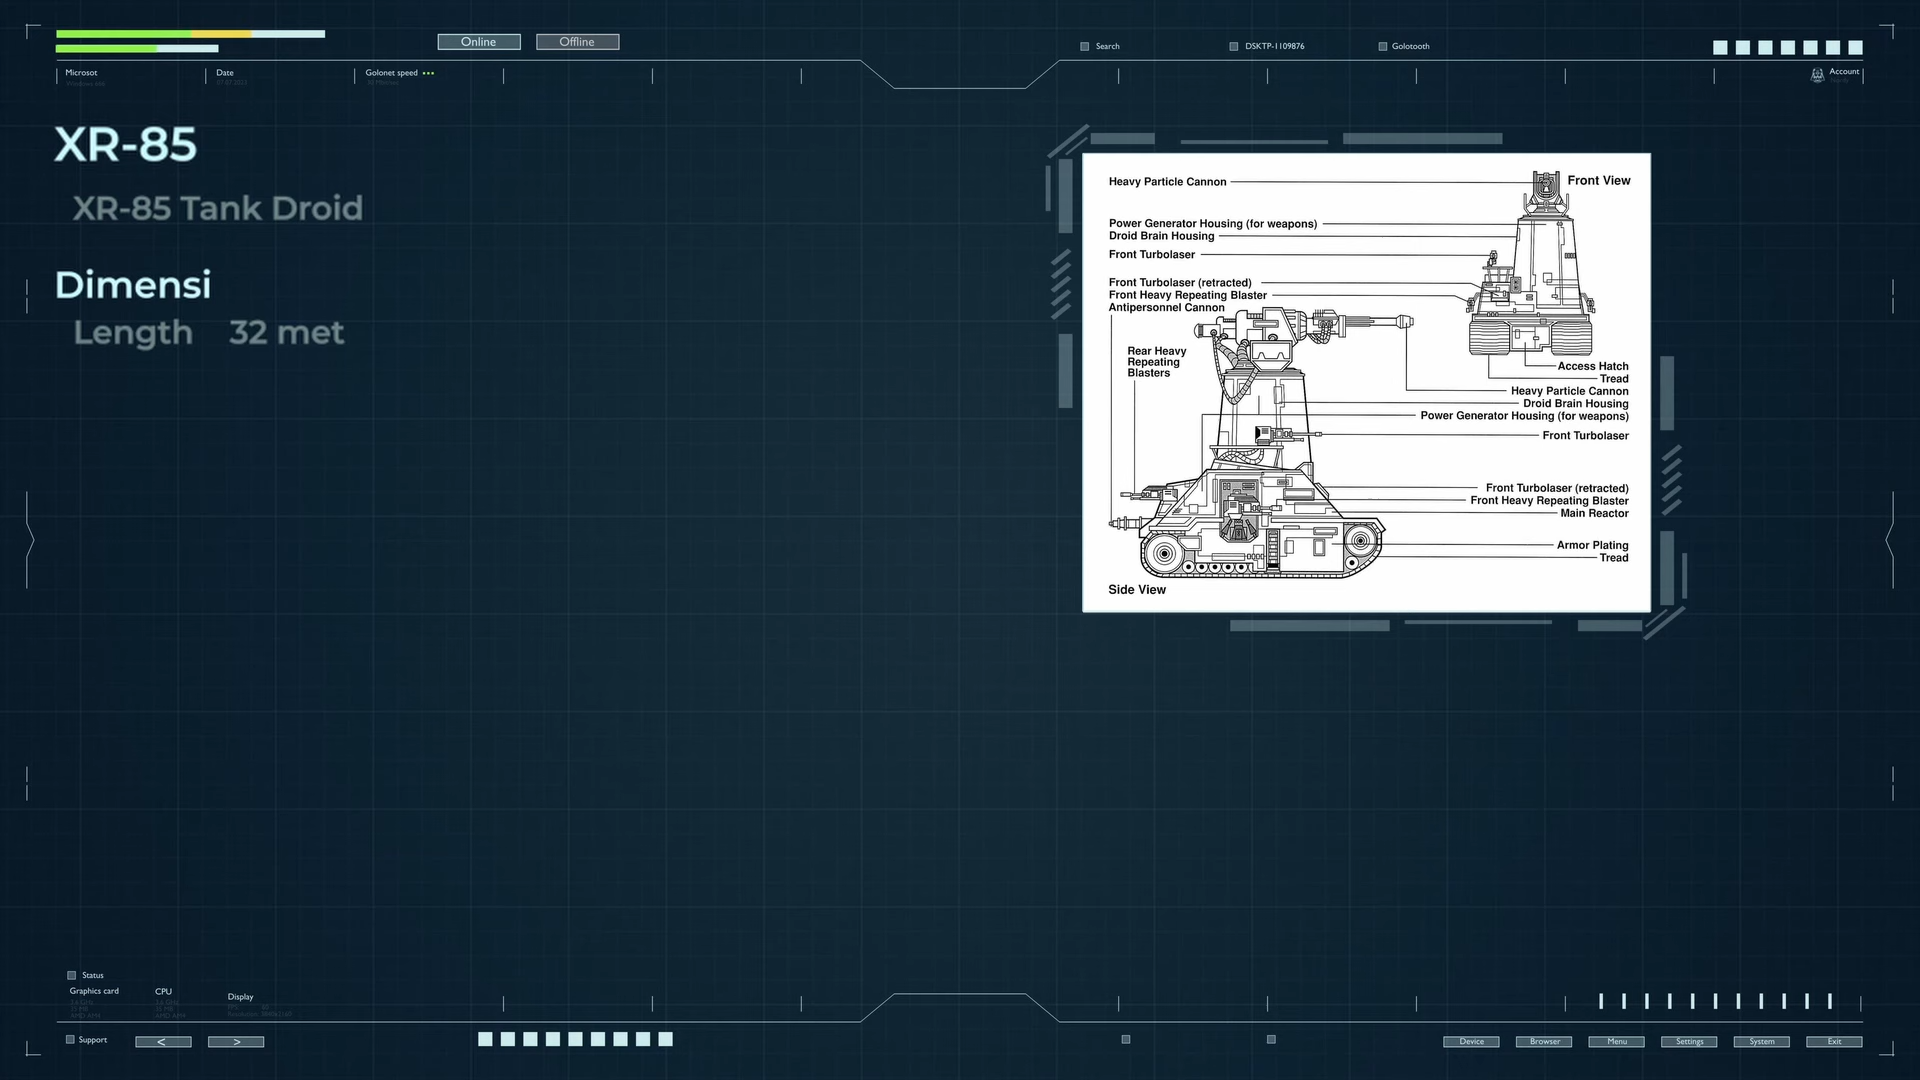 Online
Offline
Search
DSKTP-1109876
Golotooth
Microsot
Date
Golonet speed
Account
XR-85
XR-85 Tank Droid
Dimensi
Length 32 met
Heavy Particle Cannon
Front View
Power Generator Housing (for weapons)
Droid Brain Housing
Front Turbolaser
Front Turbolaser (retracted)
Front Heavy Repeating Blaster
Antipersonnel Cannon
Rear Heavy
Repeating
Blasters
Access Hatch
Tread
Heavy Particle Cannon
Droid Brain Housing
Power Generator Housing (for weapons)
Front Turbolaser
Front Turbolaser (retracted)
Front Heavy Repeating Blaster
Main Reactor
Armor Plating
Tread
Side View
Status
Graphics card
CPU
Display
Support
<
>
Device
Browser
Menu
Settings
System
Exit